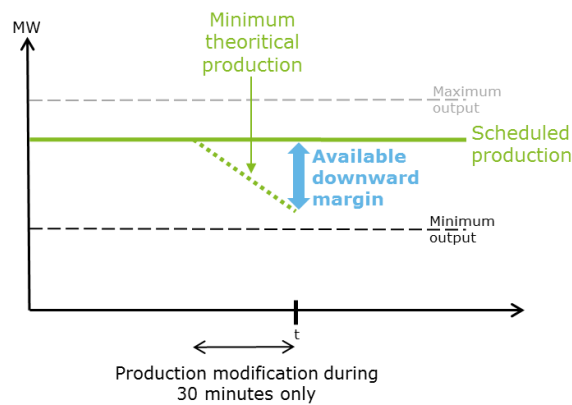 MW
Minimum
theoritical
production
Maximum
output
Scheduled
production
Available
downward
margin
Minimum
output
t
Production modification during
30 minutes only